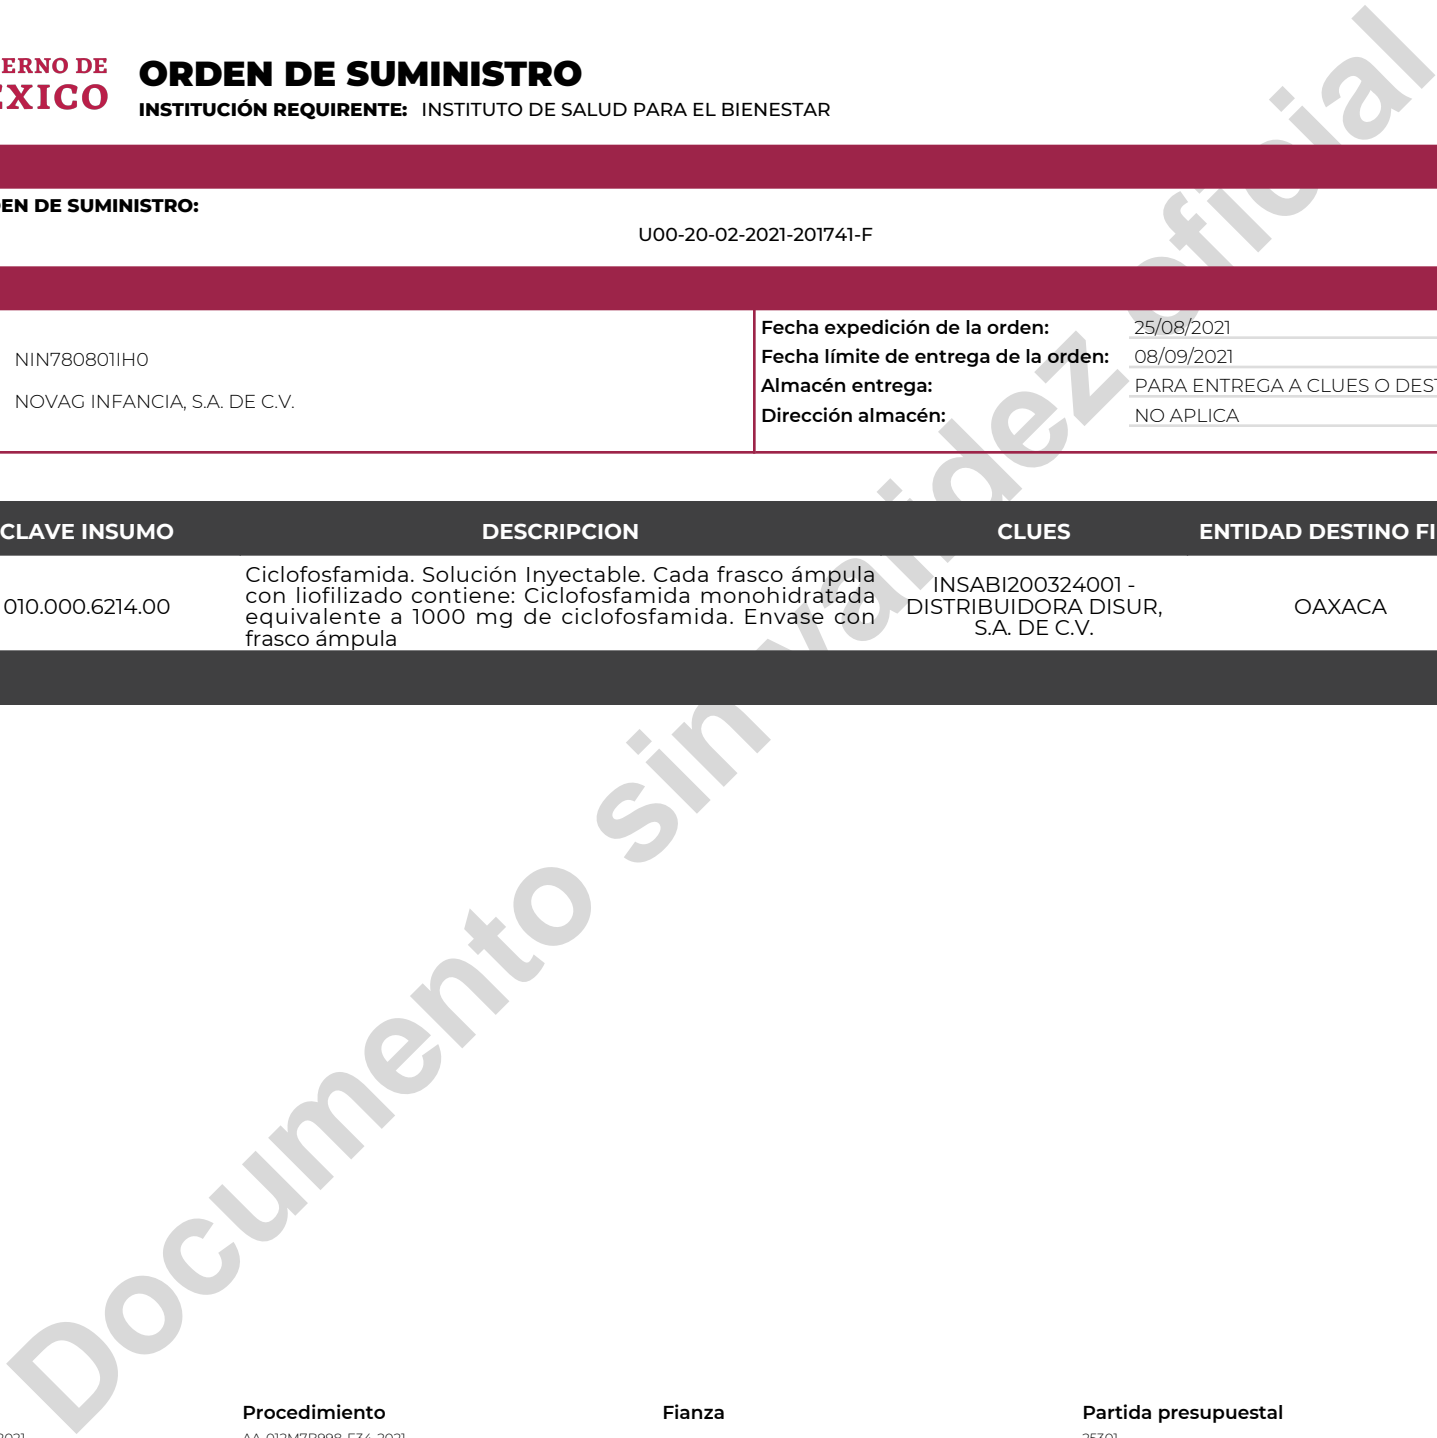 ERNO DE
ORDEN DE SUMINISTRO
INSTITUCIÓN REQUIRENTE: INSTITUTO DE SALUD PARA EL BIENESTAR
EN DE SUMINISTRO:
U00-20-02-2021-201741-F
NIN780801IH0
NOVAG INFANCIA, S.A. DE C.V.
Fecha expedición de la orden: 25/08/2021
Fecha límite de entrega de la orden: 08/09/2021
Almacén entrega: PARA ENTREGA A CLUES O DEST
Dirección almacén: NO APLICA
CLAVE INSUMO DESCRIPCION CLUES ENTIDAD DESTINO FI
010.000.6214.00
Ciclofosfamida. Solución Inyectable. Cada frasco ámpula
con liofilizado contiene: Ciclofosfamida monohidratada
equivalente a 1000 mg de ciclofosfamida. Envase con
frasco ámpula
INSABI200324001 -
DISTRIBUIDORA DISUR,
S.A. DE C.V.
OAXACA
Documento sin validez oficial
Procedimiento Fianza Partida presupuestal